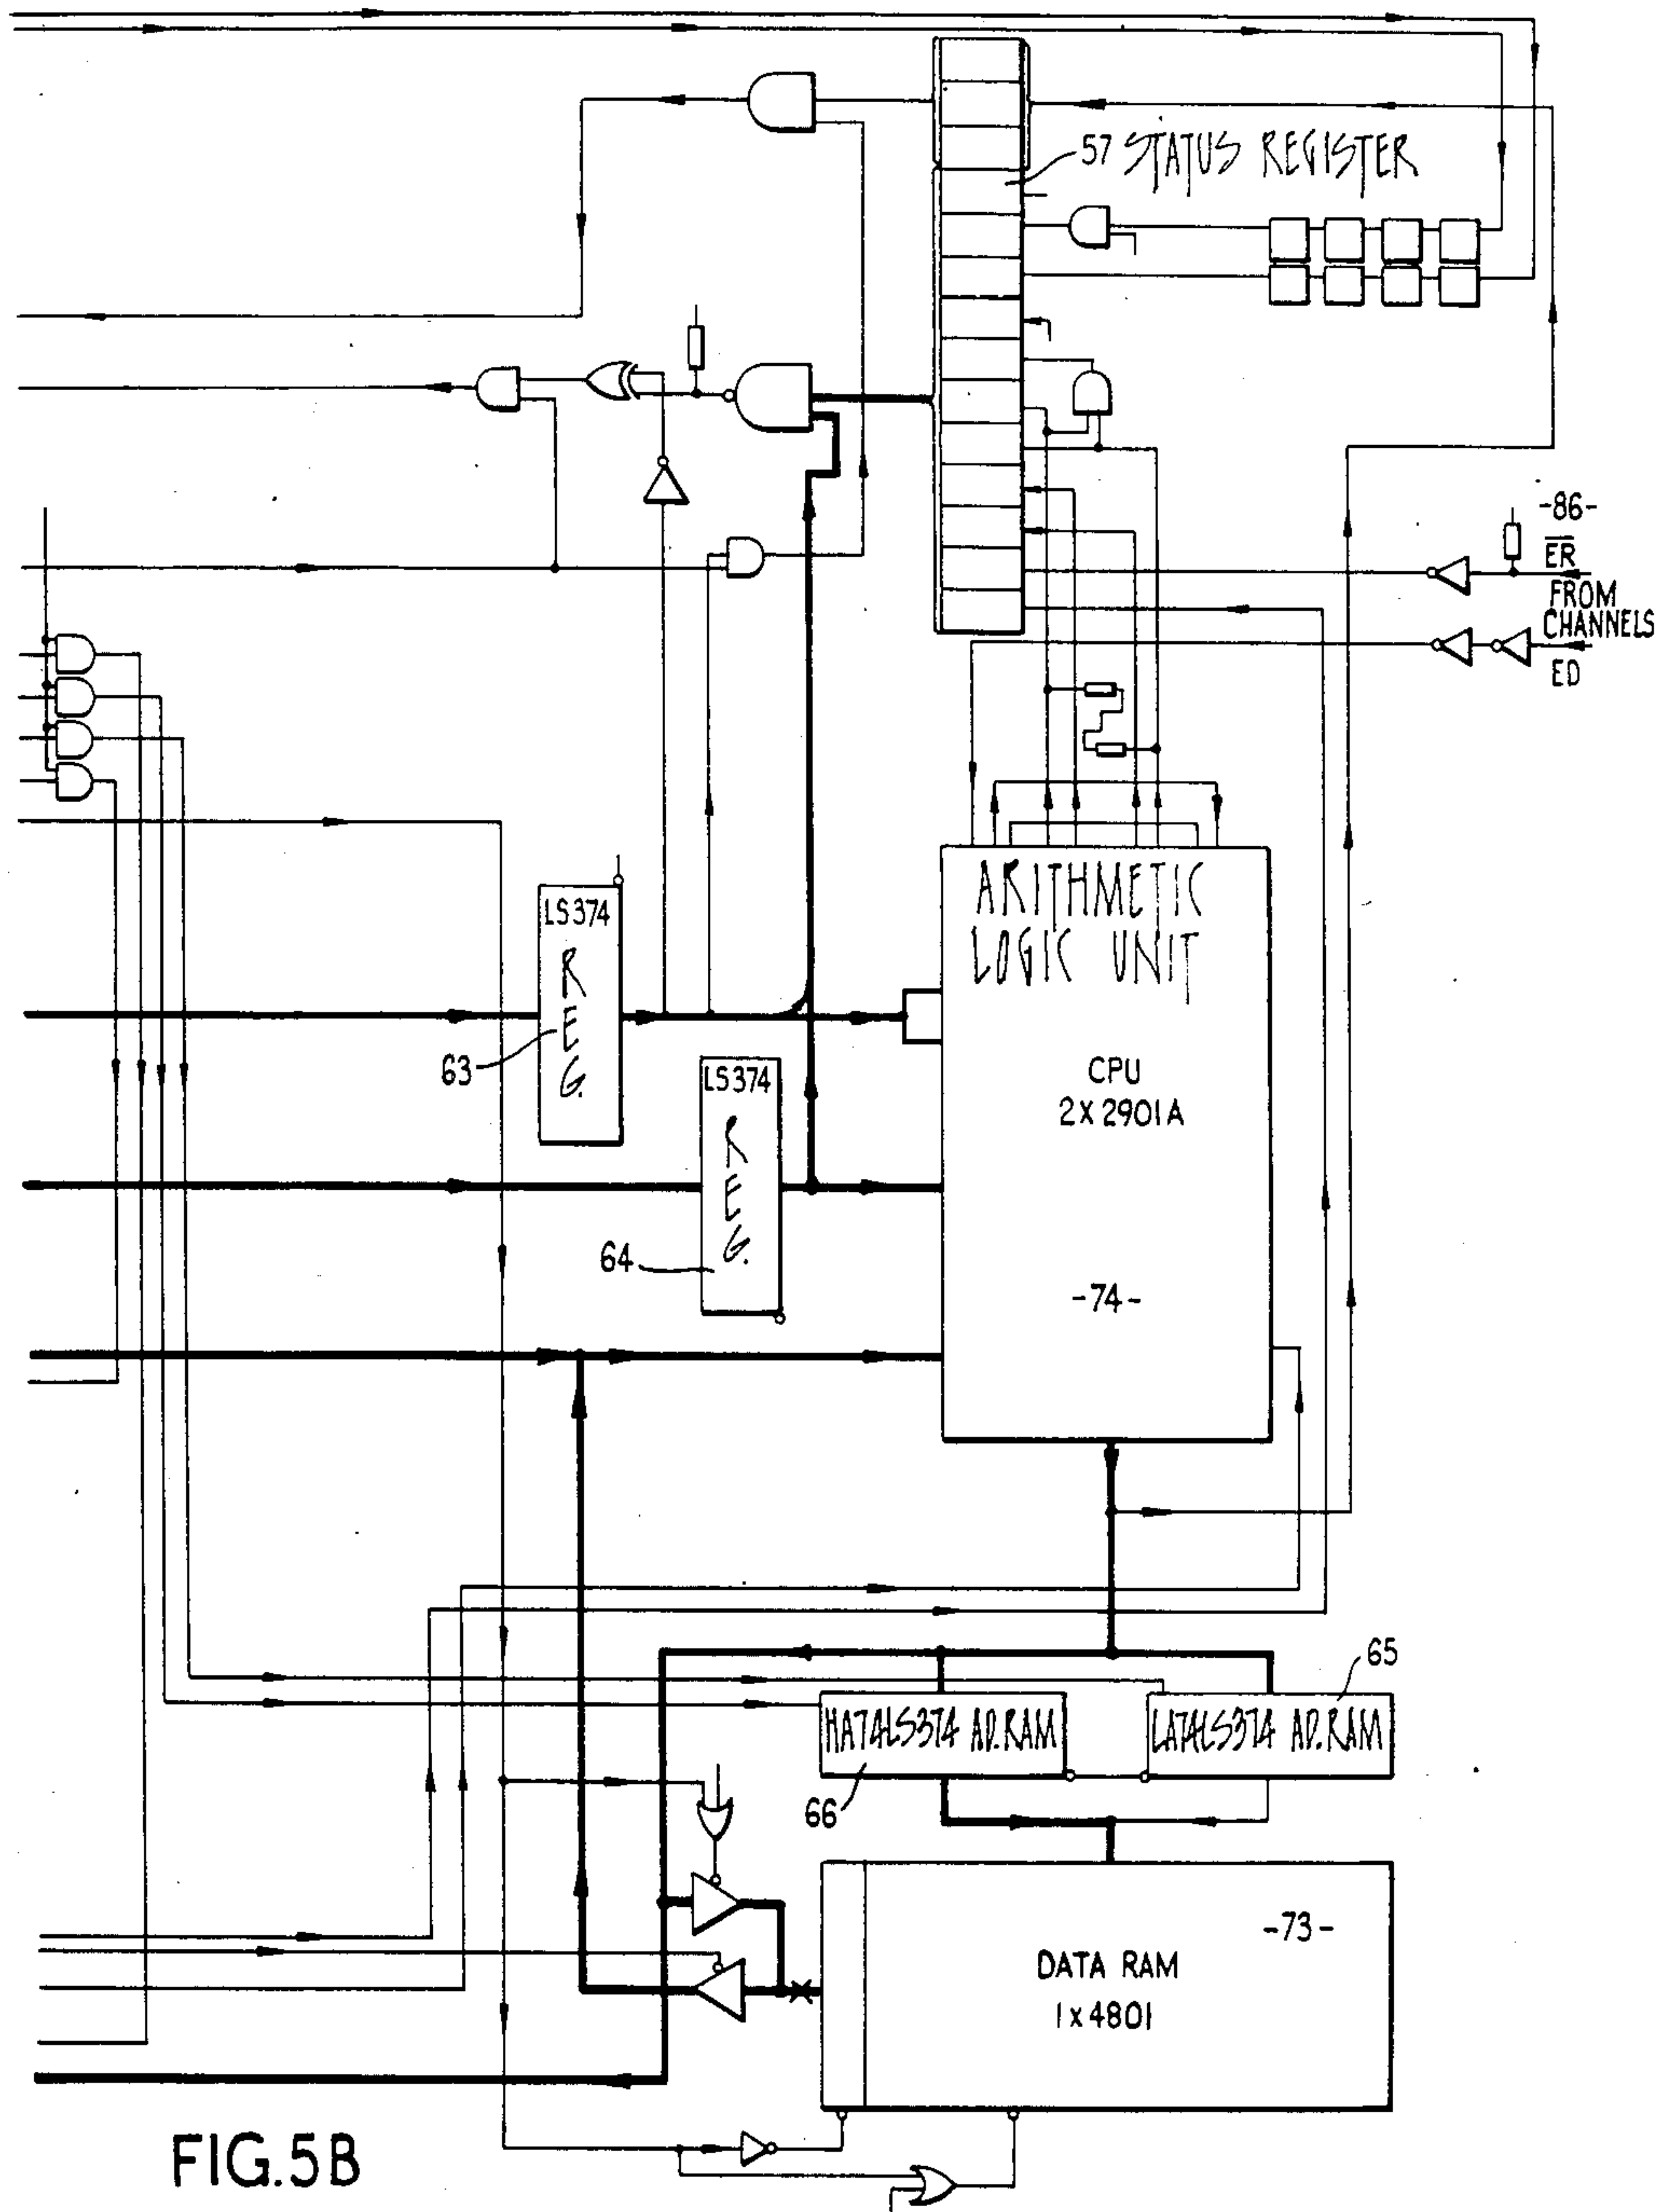 57 STATUS REGISTER
-86-
ER
FROM
CHANNELS
ED
ARITHMETIC
LOGIC UNIT
LS374
REG.
63
CPU
2X2901A
LS374
REG.
64
-74-
65
HA74LS374 AD.RAM
LA74LS374 AD.RAM
66
-73-
DATA RAM
1x4801
FIG.5B